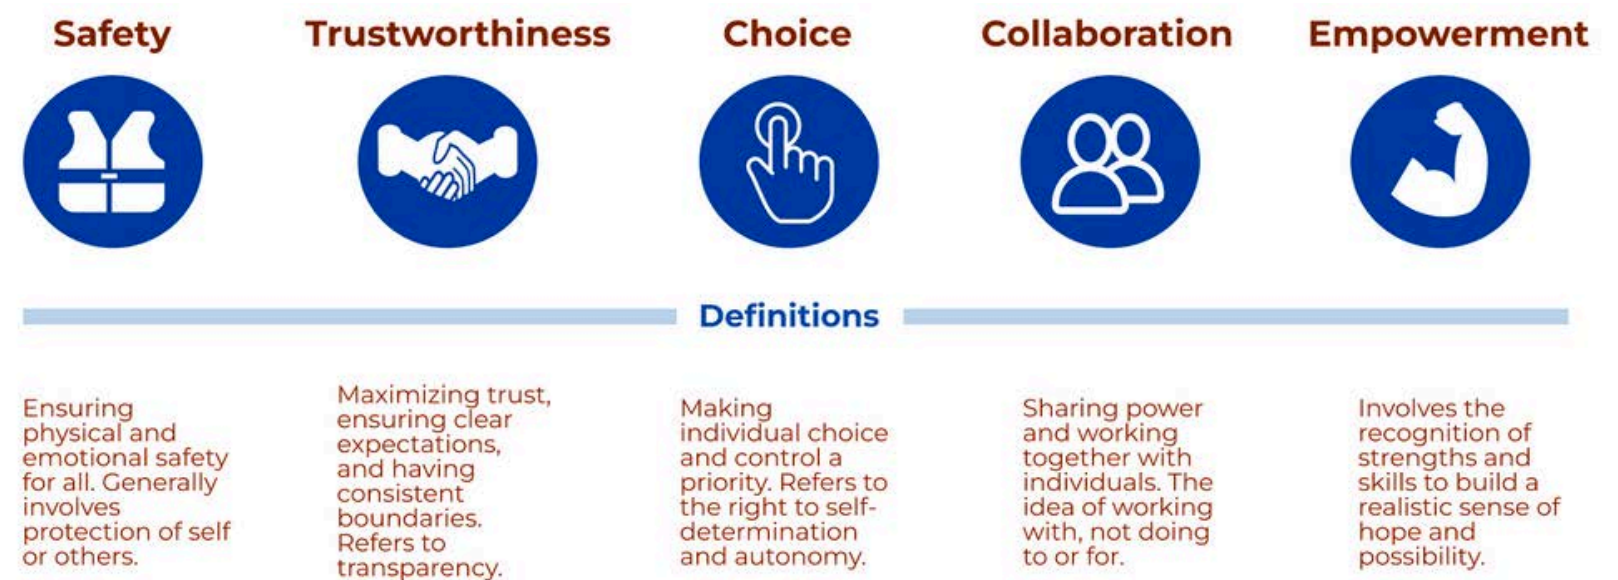 Safety
Trustworthiness
Choice
Collaboration
Empowerment
Definitions
Ensuring
physical and
emotional safety
for all. Generally
involves
protection of self
or others.
Maximizing trust,
ensuring clear
expectations,
and having
consistent
boundaries.
Refers to
transparency.
Making
individual choice
and control a
priority. Refers to
the right to self-
determination
and autonomy.
Sharing power
and working
together with
individuals. The
idea of working
with, not doing
to or for.
Involves the
recognition of
strengths and
skills to build a
realistic sense of
hope and
possibility.